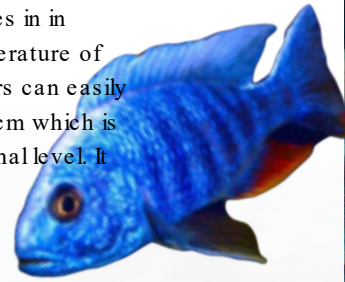 es in in
erature of
rs can easily
em which is
nal level. It